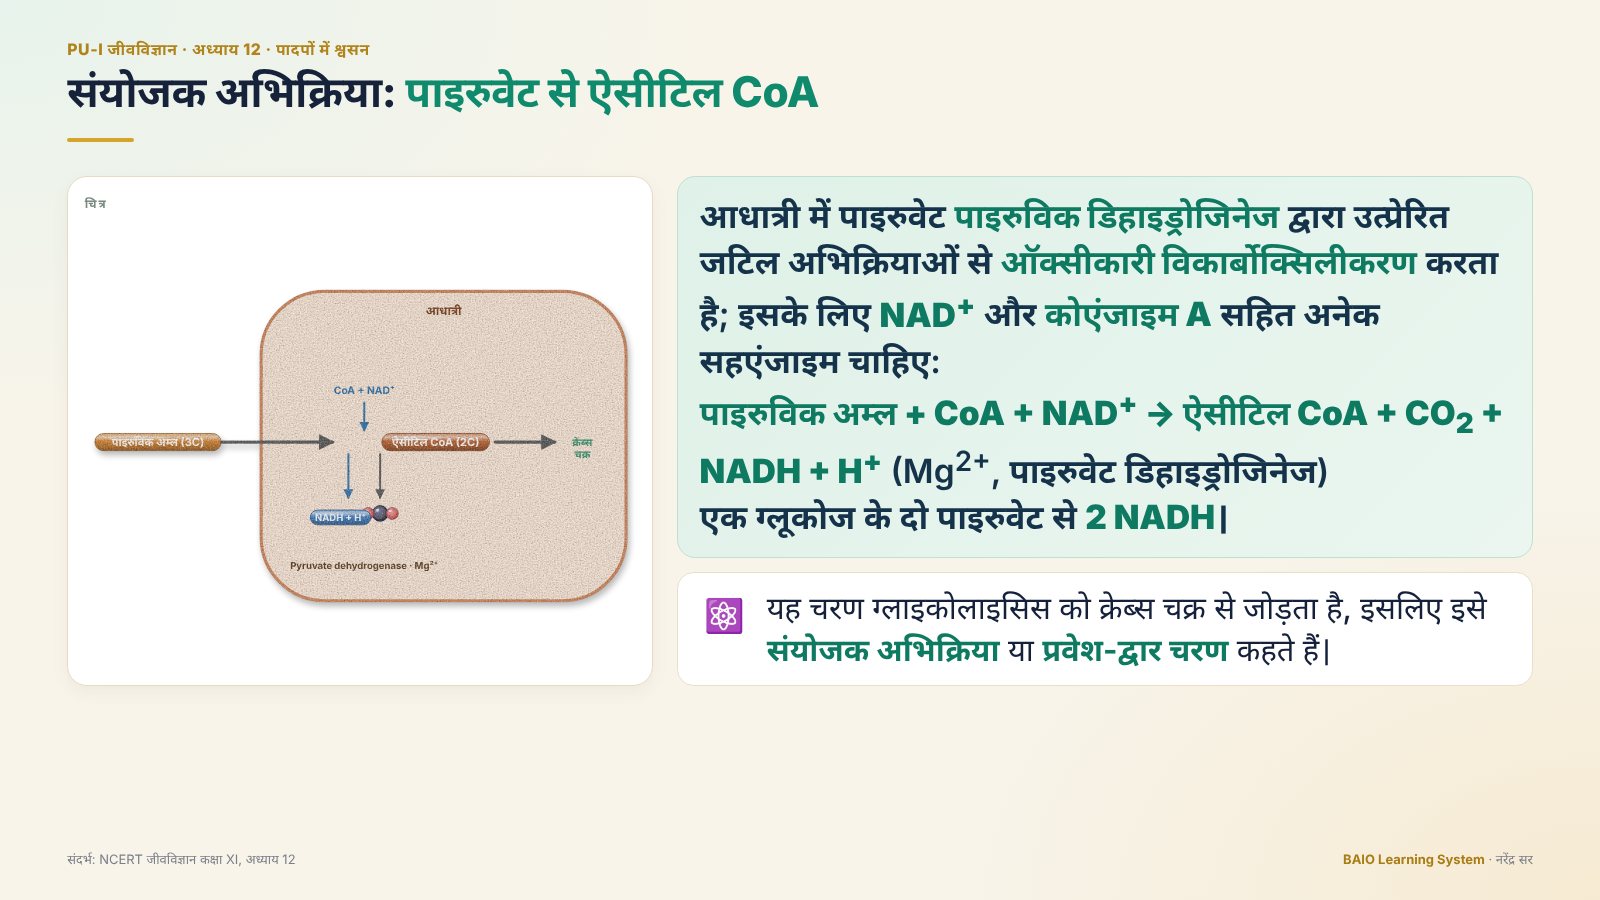 PU-I जीवविज्ञान · अध्याय 12 · पादपों में श्वसन
संयोजक अभिक्रिया: पाइरुवेट से ऐसीटिल CoA
चित्र
आधात्री
CoA + NAD⁺
पाइरुविक अम्ल (3C)
ऐसीटिल CoA (2C)
क्रेब्स
चक्र
NADH + H⁺
Pyruvate dehydrogenase · Mg²⁺
आधात्री में पाइरुवेट पाइरुविक डिहाइड्रोजिनेज द्वारा उत्प्रेरित
जटिल अभिक्रियाओं से ऑक्सीकारी विकार्बोक्सिलीकरण करता
है; इसके लिए NAD⁺ और कोएंजाइम A सहित अनेक
सहएंजाइम चाहिए:
पाइरुविक अम्ल + CoA + NAD⁺ → ऐसीटिल CoA + CO₂ +
NADH + H⁺ (Mg²⁺, पाइरुवेट डिहाइड्रोजिनेज)
एक ग्लूकोज के दो पाइरुवेट से 2 NADH|
यह चरण ग्लाइकोलाइसिस को क्रेब्स चक्र से जोड़ता है, इसलिए इसे
संयोजक अभिक्रिया या प्रवेश-द्वार चरण कहते हैं|
संदर्भ: NCERT जीवविज्ञान कक्षा XI, अध्याय 12
BAIO Learning System · नरेंद्र सर